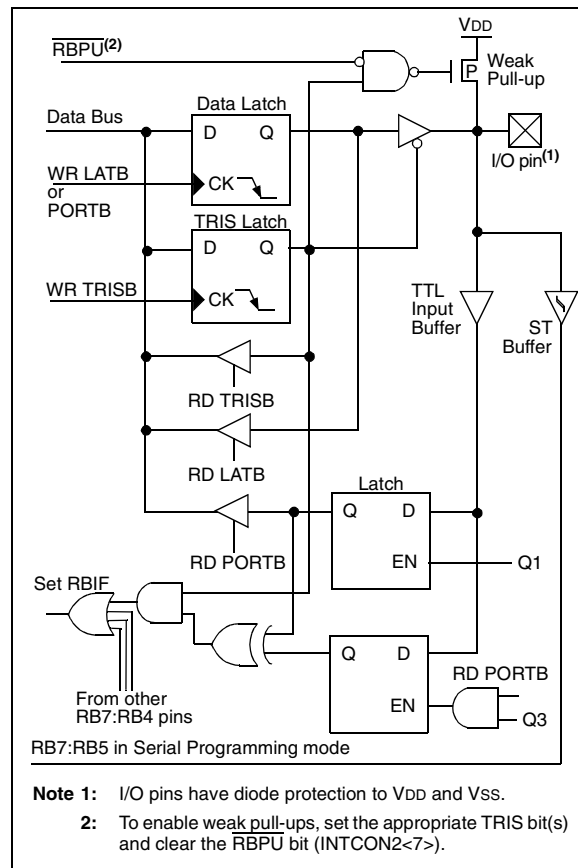 VDD
RBPU(2)
P
Weak
Pull-up
Data Latch
Data Bus
D
Q
I/O pin(1)
WR LATB
or
PORTB
CK
TRIS Latch
D
Q
WR TRISB
CK
TTL
Input
Buffer
ST
Buffer
RD TRISB
RD LATB
Latch
Q
D
RD PORTB
EN
Q1
Set RBIF
Q
D
RD PORTB
EN
Q3
From other
RB7:RB4 pins
RB7:RB5 in Serial Programming mode
Note 1: I/O pins have diode protection to VDD and VSS.
2: To enable weak pull-ups, set the appropriate TRIS bit(s)
and clear the RBPU bit (INTCON2<7>).